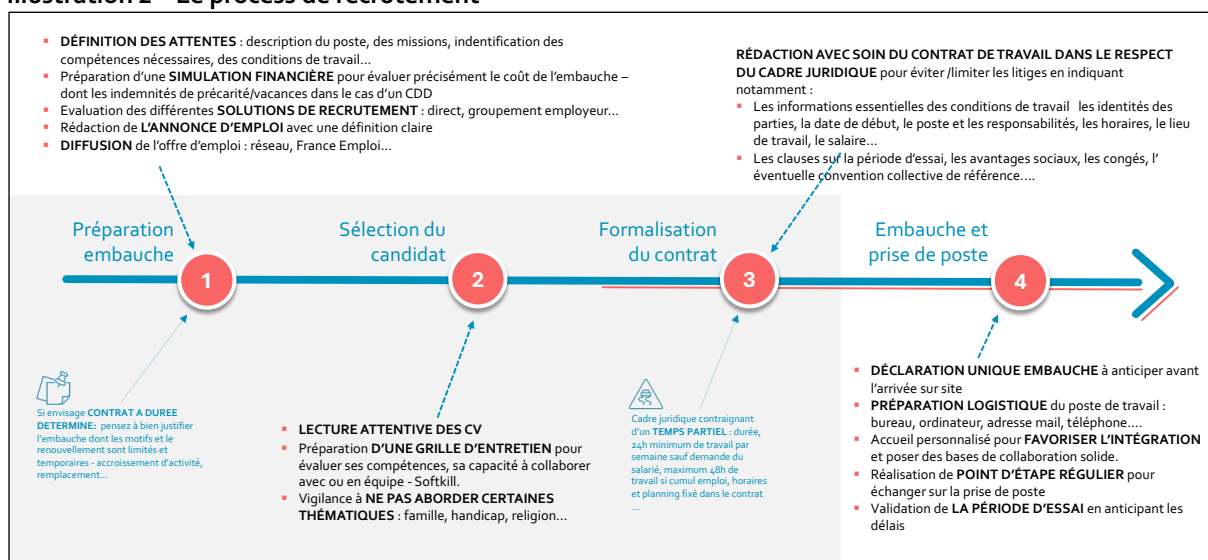 Illustration 2 – Le process de recrutement
DÉFINITION DES ATTENTES : description du poste, des missions, indentification des
compétences nécessaires, des conditions de travail…
Préparation d'une SIMULATION FINANCIÈRE pour évaluer précisément le coût de l'embauche –
dont les indemnités de précarité/vacances dans le cas d'un CDD
Evaluation des différentes SOLUTIONS DE RECRUTEMENT : direct, groupement employeur…
Rédaction de L'ANNONCE D'EMPLOI avec une définition claire
DIFFUSION de l'offre d'emploi : réseau, France Emploi…
RÉDACTION AVEC SOIN DU CONTRAT DE TRAVAIL DANS LE RESPECT
DU CADRE JURIDIQUE pour éviter /limiter les litiges en indiquant
notamment :
Les informations essentielles des conditions de travail les identités des
parties, la date de début, le poste et les responsabilités, les horaires, le lieu
de travail, le salaire…
Les clauses sur la période d'essai, les avantages sociaux, les congés, l'
éventuelle convention collective de référence….
Préparation
embauche
1
Sélection du
candidat
2
Formalisation
du contrat
3
Embauche et
prise de poste
4
Si envisage CONTRAT A DUREE
DETERMINE: pensez à bien justifier
l'embauche dont les motifs et le
renouvellement sont limités et
temporaires - accroissement d'activité,
remplacement…
LECTURE ATTENTIVE DES CV
Préparation D'UNE GRILLE D'ENTRETIEN pour
évaluer ses compétences, sa capacité à collaborer
avec ou en équipe - Softkill.
Vigilance à NE PAS ABORDER CERTAINES
THÉMATIQUES : famille, handicap, religion…
Cadre juridique contraignant
d'un TEMPS PARTIEL : durée,
24h minimum de travail par
semaine sauf demande du
salarié, maximum 48h de
travail si cumul emploi, horaires
et planning fixé dans le contrat
…
DÉCLARATION UNIQUE EMBAUCHE à anticiper avant
l'arrivée sur site
PRÉPARATION LOGISTIQUE du poste de travail :
bureau, ordinateur, adresse mail, téléphone….
Accueil personnalisé pour FAVORISER L'INTÉGRATION
et poser des bases de collaboration solide.
Réalisation de POINT D'ÉTAPE RÉGULIER pour
échanger sur la prise de poste
Validation de LA PÉRIODE D'ESSAI en anticipant les
délais